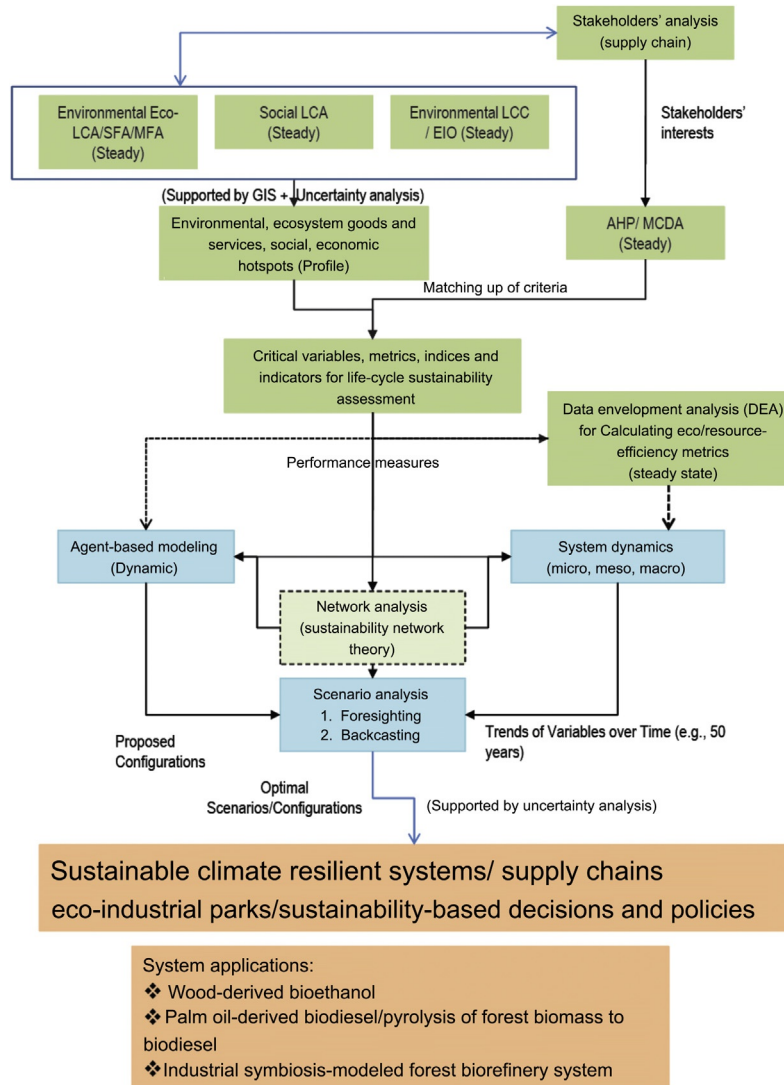 Stakeholders' analysis
(supply chain)
Environmental Eco-
LCA/SFA/MFA
(Steady)
Social LCA
(Steady)
Environmental LCC
/ EIO (Steady)
Stakeholders'
interests
(Supported by GIS + Uncertainty analysis)
Environmental, ecosystem goods and
services, social, economic
hotspots (Profile)
AHP/ MCDA
(Steady)
Matching up of criteria
Critical variables, metrics, indices and
indicators for life-cycle sustainability
assessment
Data envelopment analysis (DEA)
for Calculating eco/resource-
efficiency metrics
(steady state)
Performance measures
Agent-based modeling
(Dynamic)
System dynamics
(micro, meso, macro)
Network analysis
(sustainability network
theory)
Scenario analysis
1. Foresighting
2. Backcasting
Proposed
Configurations
Trends of Variables over Time (e.g., 50
years)
Optimal
Scenarios/Configurations
(Supported by uncertainty analysis)
Sustainable climate resilient systems/ supply chains
eco-industrial parks/sustainability-based decisions and policies
System applications:
❖ Wood-derived bioethanol
❖ Palm oil-derived biodiesel/pyrolysis of forest biomass to
biodiesel
❖ Industrial symbiosis-modeled forest biorefinery system